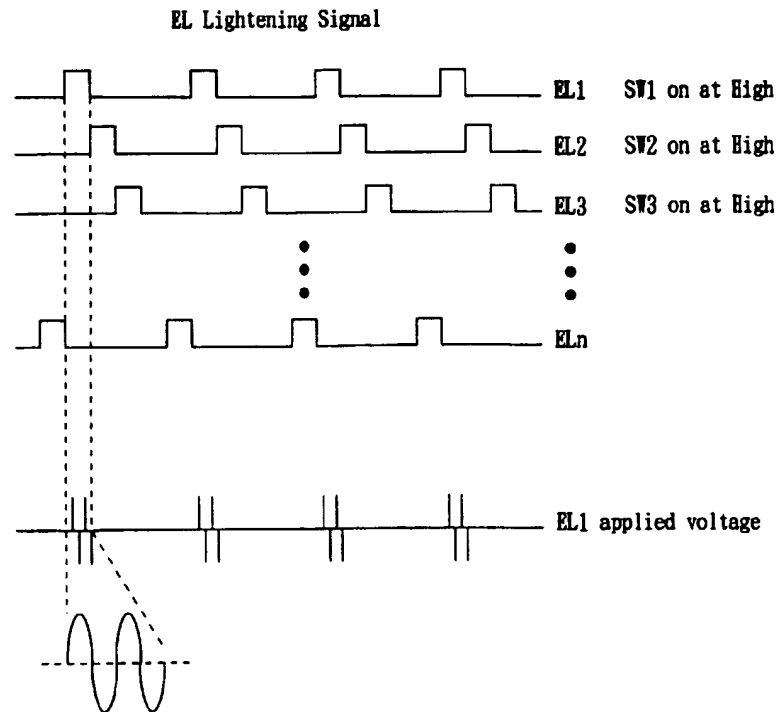 EL Lightening Signal
EL1 SW1 on at High
EL2 SW2 on at High
EL3 SW3 on at High
ELn
EL1 applied voltage